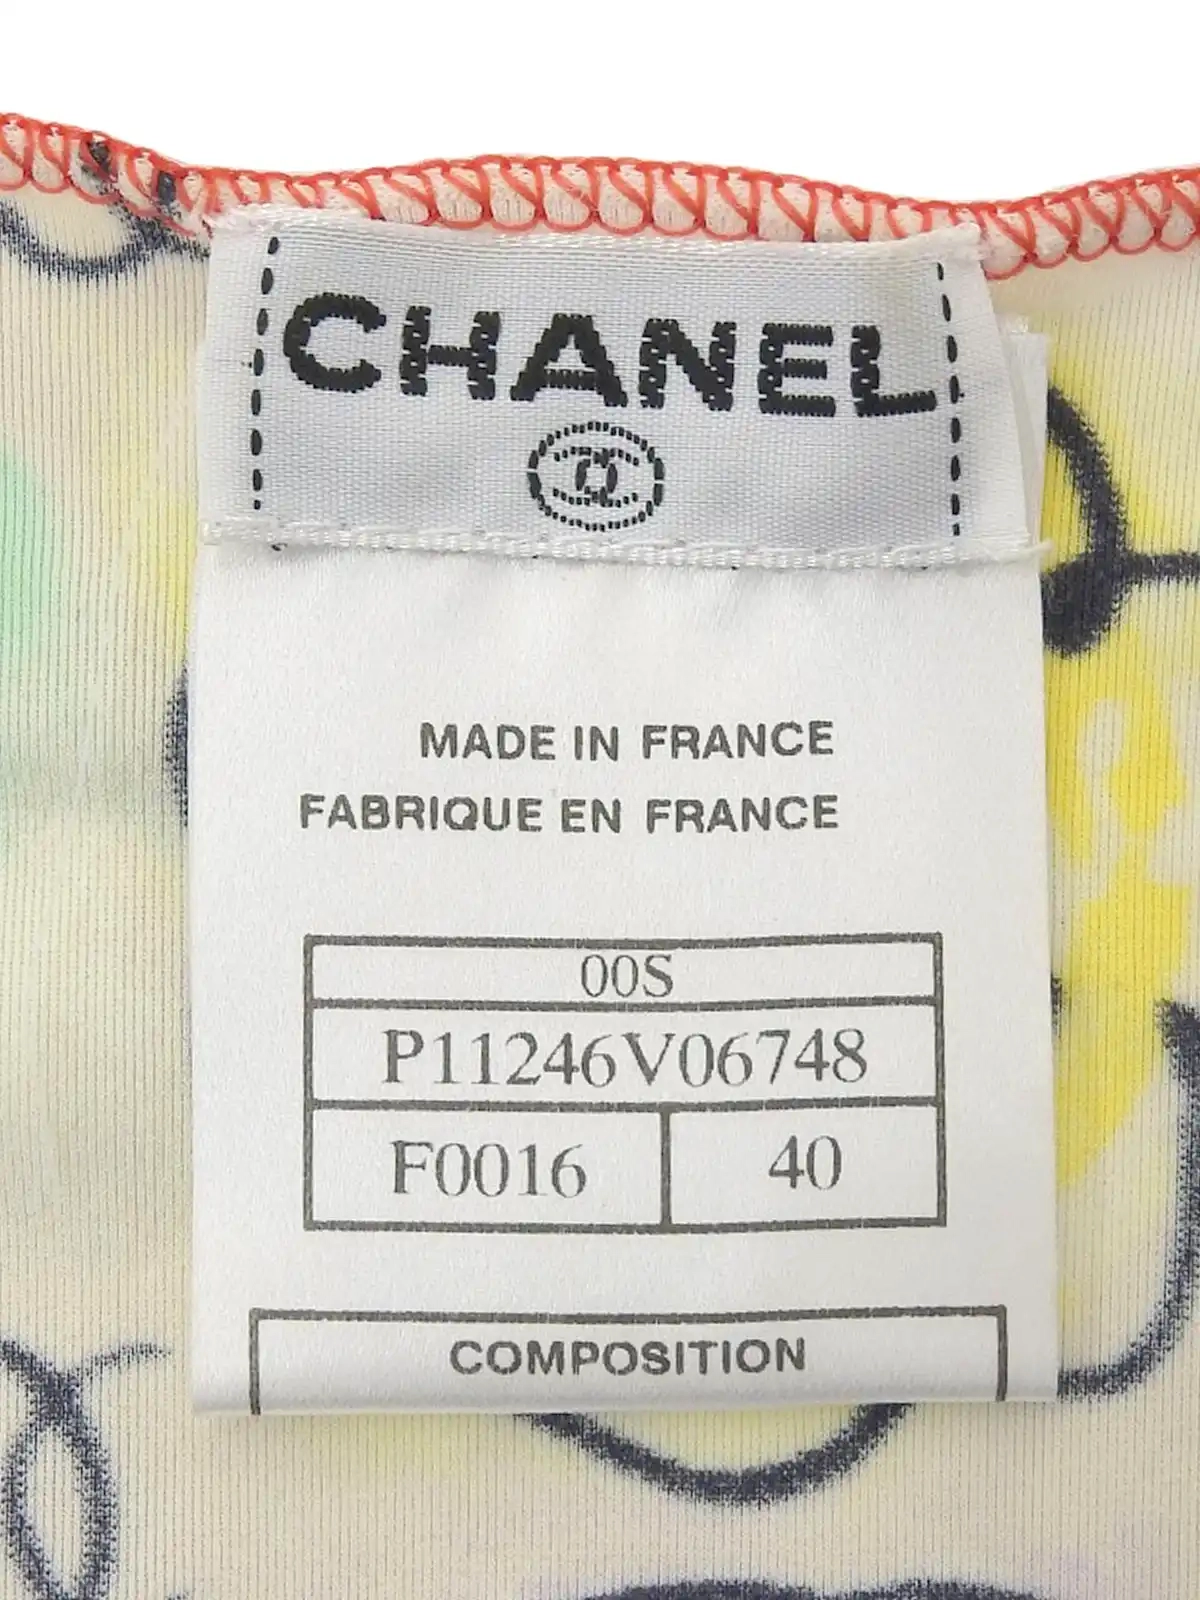 CHANEL
MADE IN FRANCE
FABRIQUE EN FRANCE
00S
P11246V06748
F0016 40
COMPOSITION